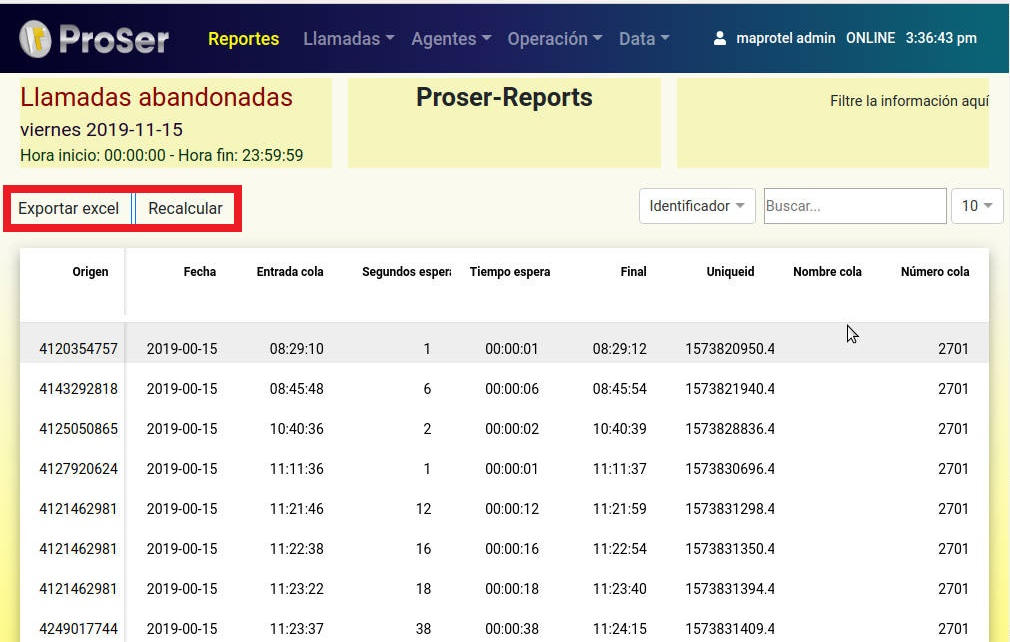 ProSer Reportes Llamadas Agentes Operación Data maprotel admin ONLINE 3:36:43 pm
Llamadas abandonadas
viernes 2019-11-15
Hora inicio: 00:00:00 - Hora fin: 23:59:59
Proser-Reports
Filtre la información aquí
Exportar excel Recalcular Identificador Buscar... 10
Origen Fecha Entrada cola Segundos espera Tiempo espera Final Uniqueid Nombre cola Número cola
4120354757 2019-00-15 08:29:10 1 00:00:01 08:29:12 1573820950.4 2701
4143292818 2019-00-15 08:45:48 6 00:00:06 08:45:54 1573821940.4 2701
4125050865 2019-00-15 10:40:36 2 00:00:02 10:40:39 1573828836.4 2701
4127920624 2019-00-15 11:11:36 1 00:00:01 11:11:37 1573830696.4 2701
4121462981 2019-00-15 11:21:46 12 00:00:12 11:21:59 1573831298.4 2701
4121462981 2019-00-15 11:22:38 16 00:00:16 11:22:54 1573831350.4 2701
4121462981 2019-00-15 11:23:22 18 00:00:18 11:23:40 1573831394.4 2701
4249017744 2019-00-15 11:23:37 38 00:00:38 11:24:15 1573831409.4 2701